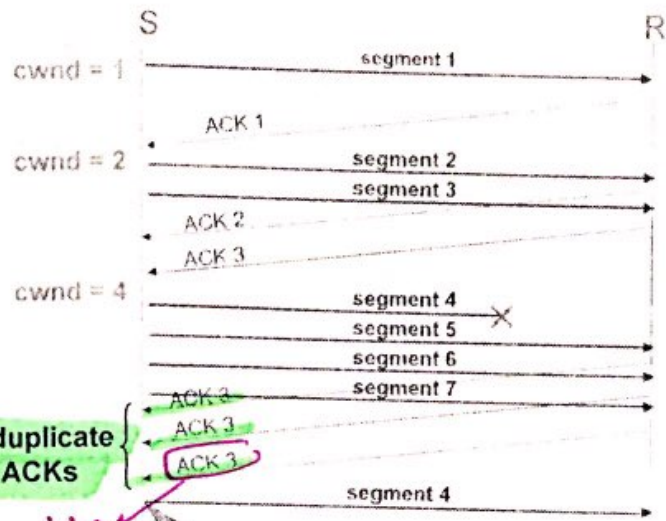 S R
segment 1
cwnd = 1
ACK 1
cwnd = 2
segment 2
segment 3
ACK 2
ACK 3
cwnd = 4
segment 4
segment 5
segment 6
segment 7
ACK 3
duplicate
ACK 3
ACKs
ACK 3
segment 4